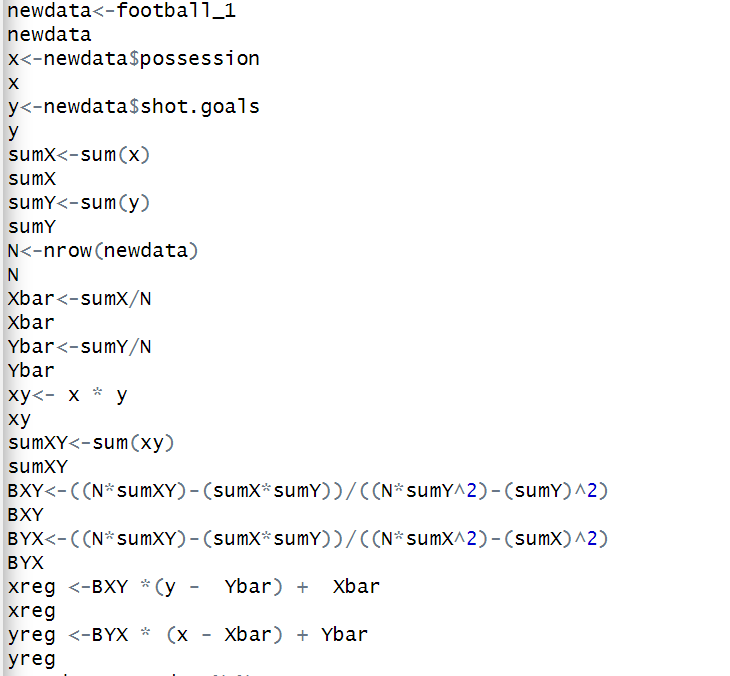 newdata<-football_1
newdata
x<-newdata$possession
x
y<-newdata$shot.goals
y
sumX<-sum(x)
sumX
sumY<-sum(y)
sumY
N<-nrow(newdata)
N
Xbar<-sumX/N
Xbar
Ybar<-sumY/N
Ybar
xy<- x * y
xy
sumXY<-sum(xy)
sumXY
BXY<-((N*sumXY)-(sumX*sumY))/((N*sumY^2)-(sumY)^2)
BXY
BYX<-((N*sumXY)-(sumX*sumY))/((N*sumX^2)-(sumX)^2)
BYX
xreg <-BXY *(y -  Ybar) +  Xbar
xreg
yreg <-BYX * (x - Xbar) + Ybar
yreg